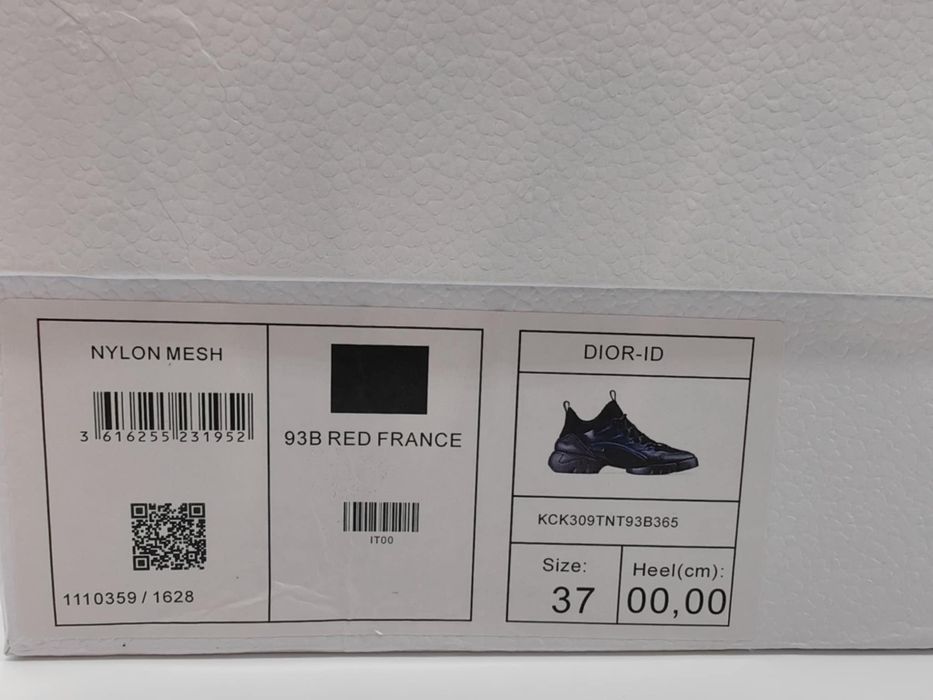 NYLON MESH
3 616255 231952
1110359 / 1628
93B RED FRANCE
IT00
DIOR-ID
KCK309TNT93B365
Size:
37
Heel(cm):
00,00